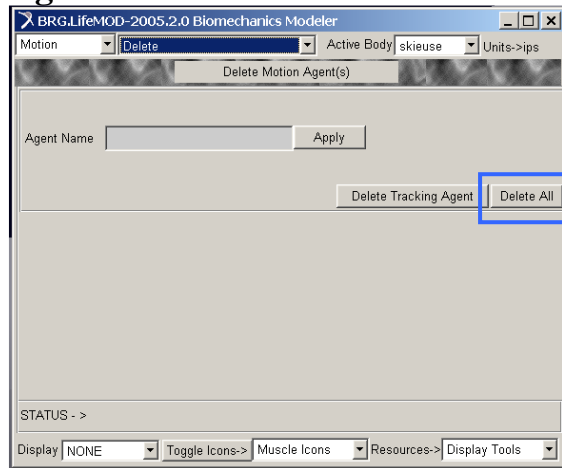 BRG.LifeMOD-2005.2.0 Biomechanics Modeler
Motion Delete Active Body skieuse Units->ips
Delete Motion Agent(s)
Agent Name Apply
Delete Tracking Agent Delete All
STATUS - >
Display NONE Toggle Icons-> Muscle Icons Resources-> Display Tools